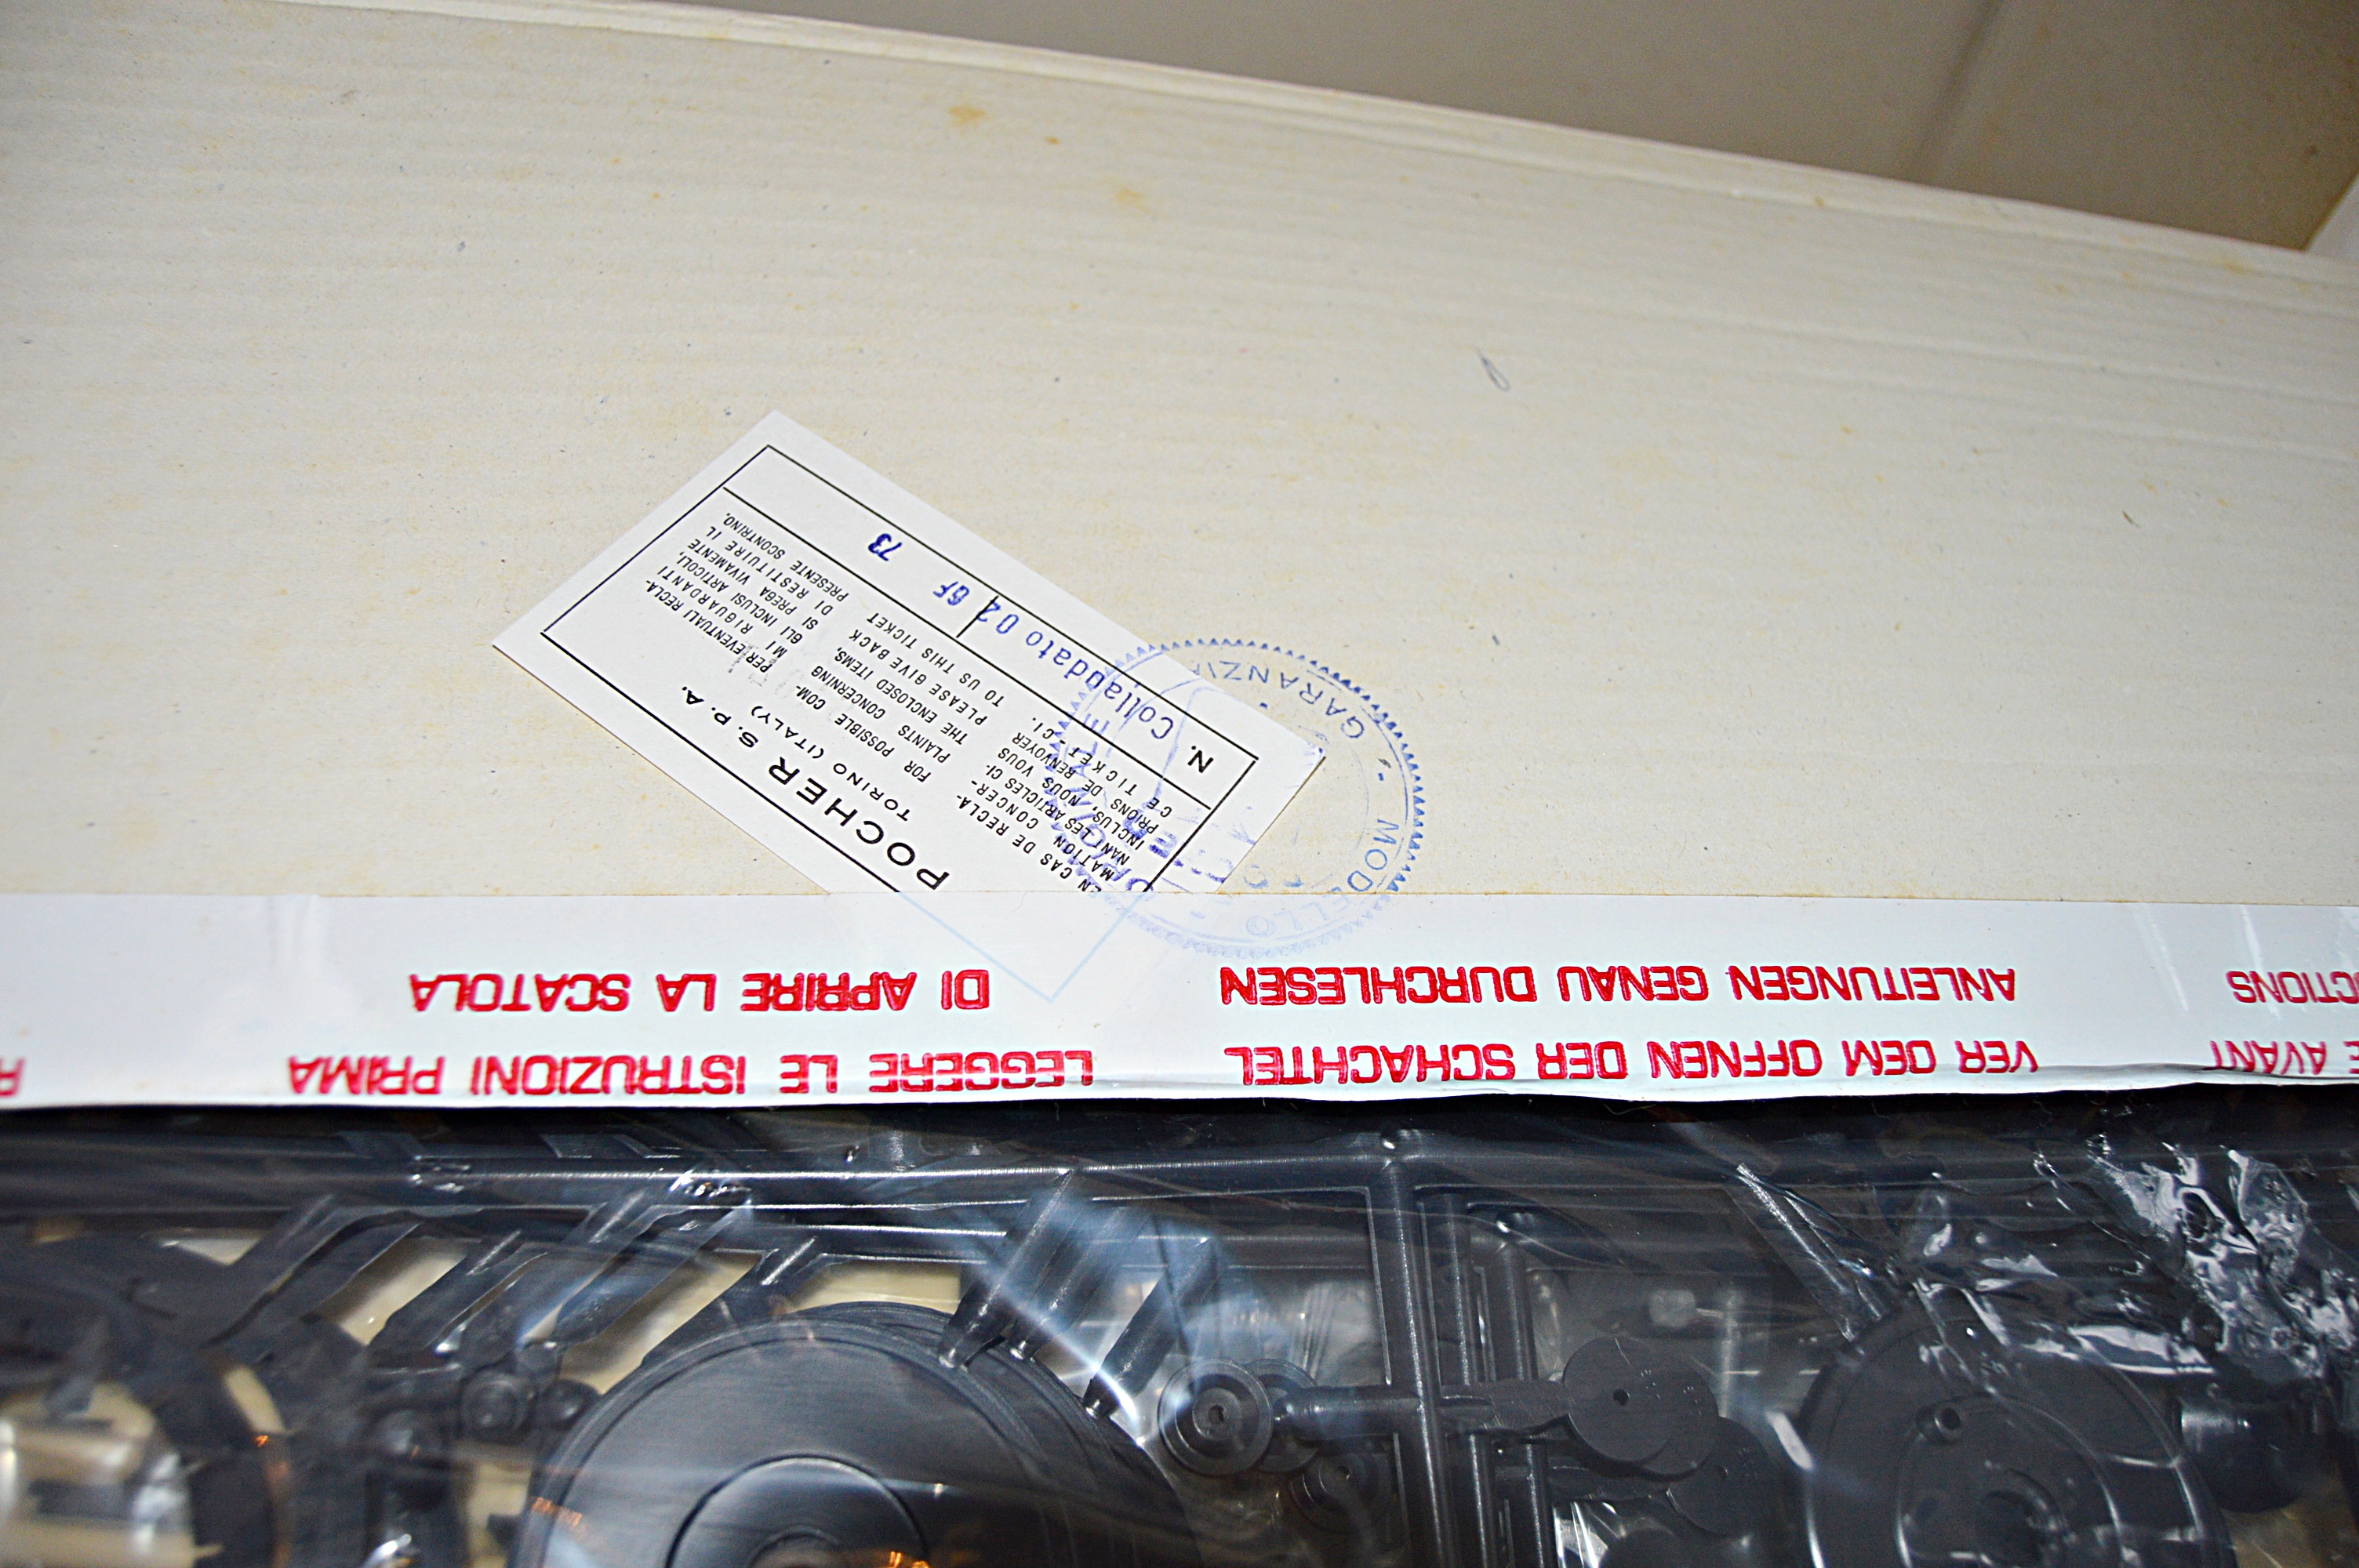 POCHER S.P.A.
TORINO (ITALY)
EN CAS DE RECLA-
MATION CONCER-
NANT LES ARTICLES CI-
INCLUS, NOUS VOUS
PRIONS DE RENVOYER
CE TICKET-CI.
FOR POSSIBLE COM-
PLAINTS CONCERNING
THE ENCLOSED ITEMS,
PLEASE GIVE BACK
TO US THIS TICKET
PER EVENTUALI RECLA-
MI RIGUARDANTI
GLI INCLUSI ARTICOLI,
SI PREGA VIVAMENTE
DI RESTITUIRE IL
PRESENTE SCONTRINO.
N. Collaudato 02 GF 73
MODELLO
E AVANT
VER DEM OFFNEN DER SCHACHTEL
LEGGERE LE ISTRUZIONI PRIMA
CTIONS
ANLEITUNGEN GENAU DURCHLESEN
DI APRIRE LA SCATOLA